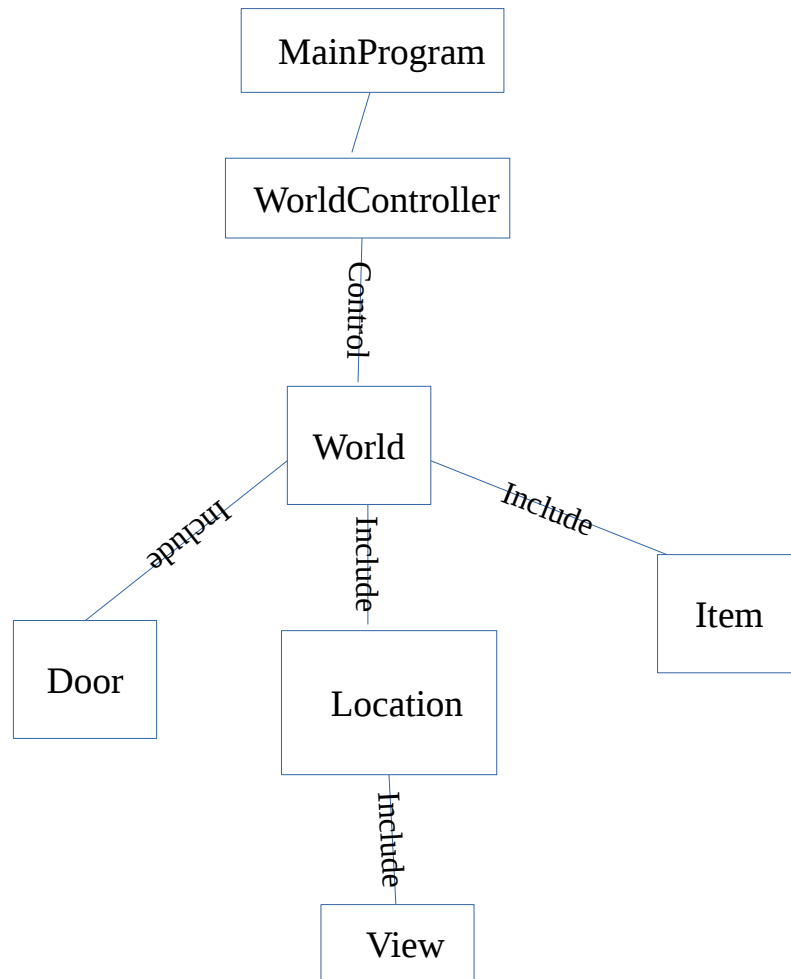 MainProgram
WorldController
Control
World
Include
Include
Include
Item
Door
Location
Include
View